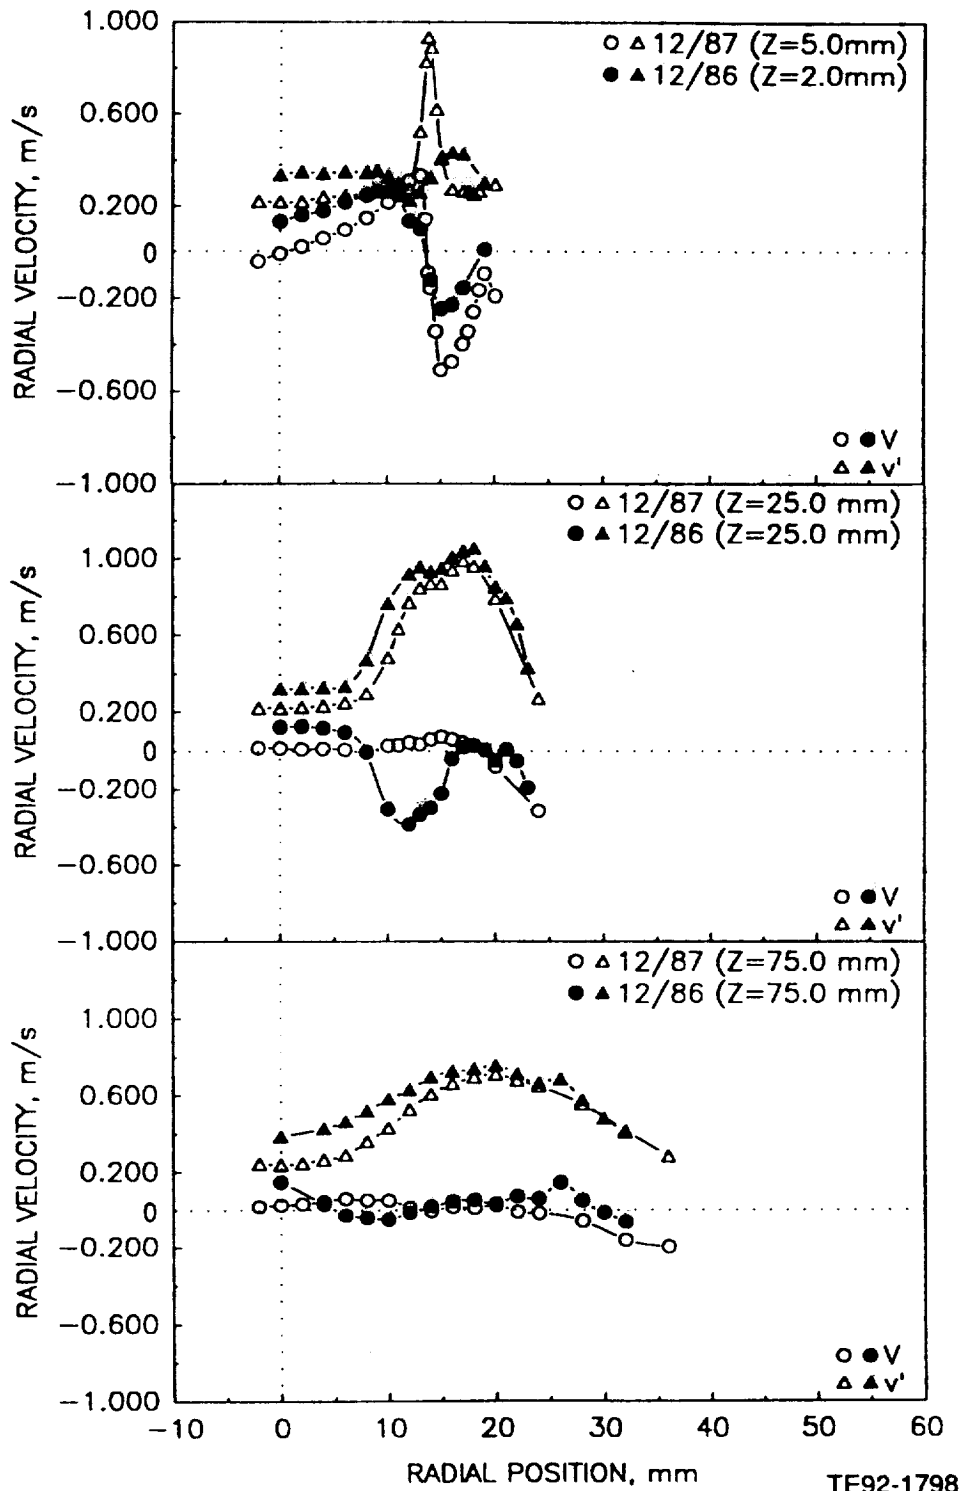 1.000
0.600
0.200
0
−0.200
−0.600
−1.000
RADIAL VELOCITY, m/s
12/87 (Z=5.0mm)
12/86 (Z=2.0mm)
V
v'
1.000
0.600
0.200
0
−0.200
−0.600
−1.000
RADIAL VELOCITY, m/s
12/87 (Z=25.0 mm)
12/86 (Z=25.0 mm)
V
v'
1.000
0.600
0.200
0
−0.200
−0.600
−1.000
RADIAL VELOCITY, m/s
12/87 (Z=75.0 mm)
12/86 (Z=75.0 mm)
V
v'
−10 0 10 20 30 40 50 60
RADIAL POSITION, mm
TE92-1798